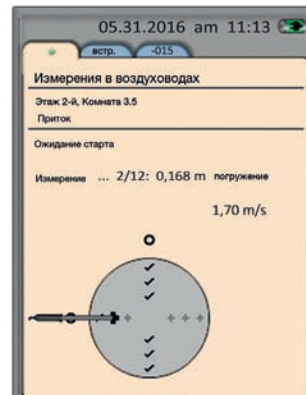 05.31.2016 am 11:13
встр. -015
Измерения в воздуховодах
Этаж 2-й, Комната 3.5
Приток
Ожидание старта
Измерение ... 2/12: 0,168 m погружение
1,70 m/s